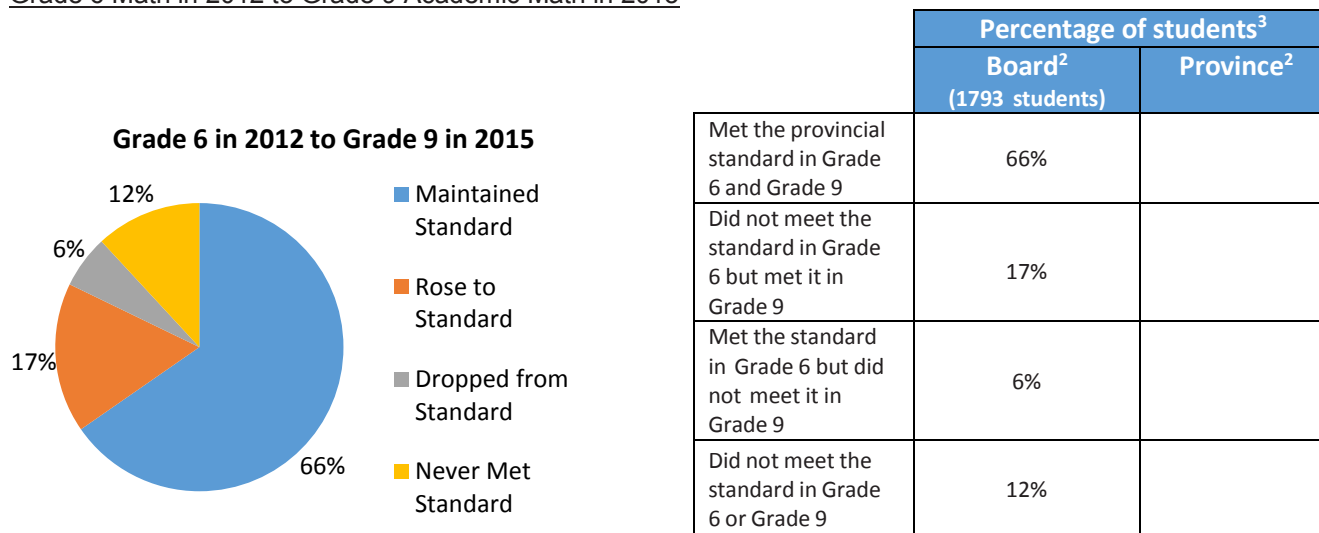 Percentage of students³
Board² Province²
(1793 students)
Grade 6 in 2012 to Grade 9 in 2015
12%
6%
17%
66%
Maintained
Standard
Rose to
Standard
Dropped from
Standard
Never Met
Standard
Met the provincial
standard in Grade
6 and Grade 9
66%
Did not meet the
standard in Grade
6 but met it in
Grade 9
17%
Met the standard
in Grade 6 but did
not meet it in
Grade 9
6%
Did not meet the
standard in Grade
6 or Grade 9
12%